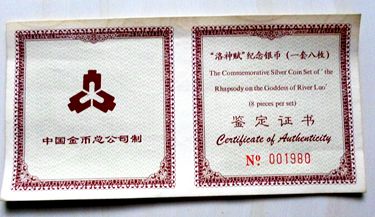 中国金币总公司制
"洛神赋"纪念银币（一套八枚）
The Commemorative Silver Coin Set of "the
Rhapsody on the Goddess of River Luo"
(8 pieces per set)
鉴定证书
Certificate of Authenticity
Nº 001980